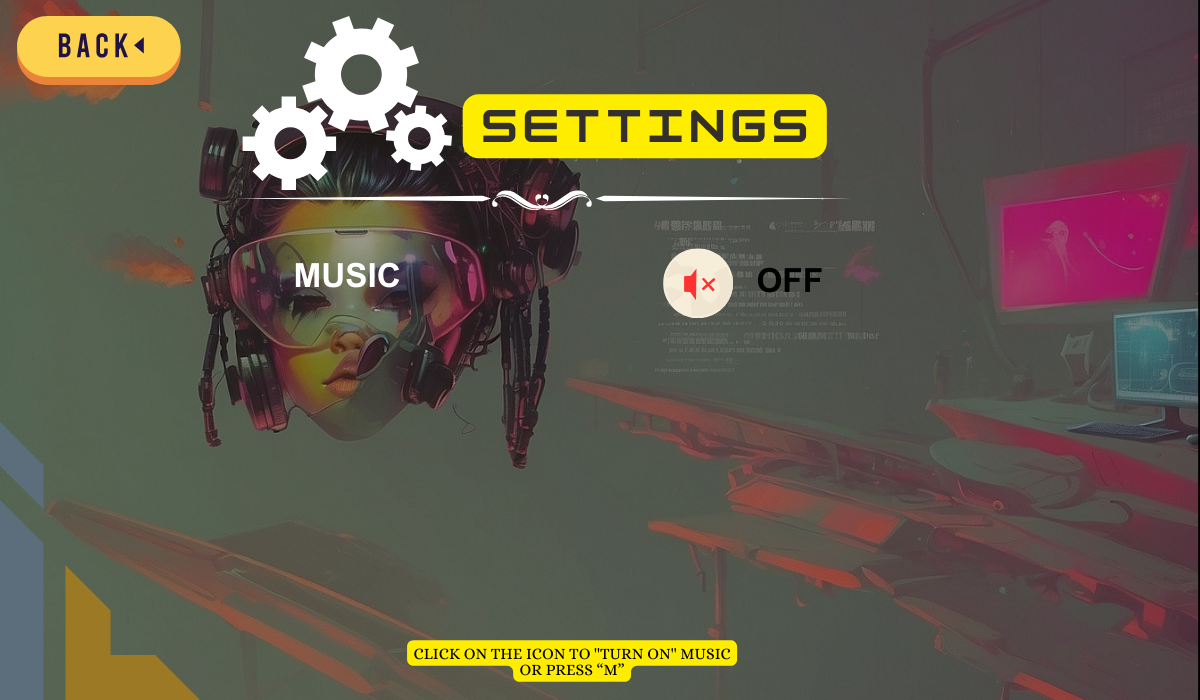 BACK
SETTINGS
MUSIC
OFF
CLICK ON THE ICON TO "TURN ON" MUSIC
OR PRESS “M”